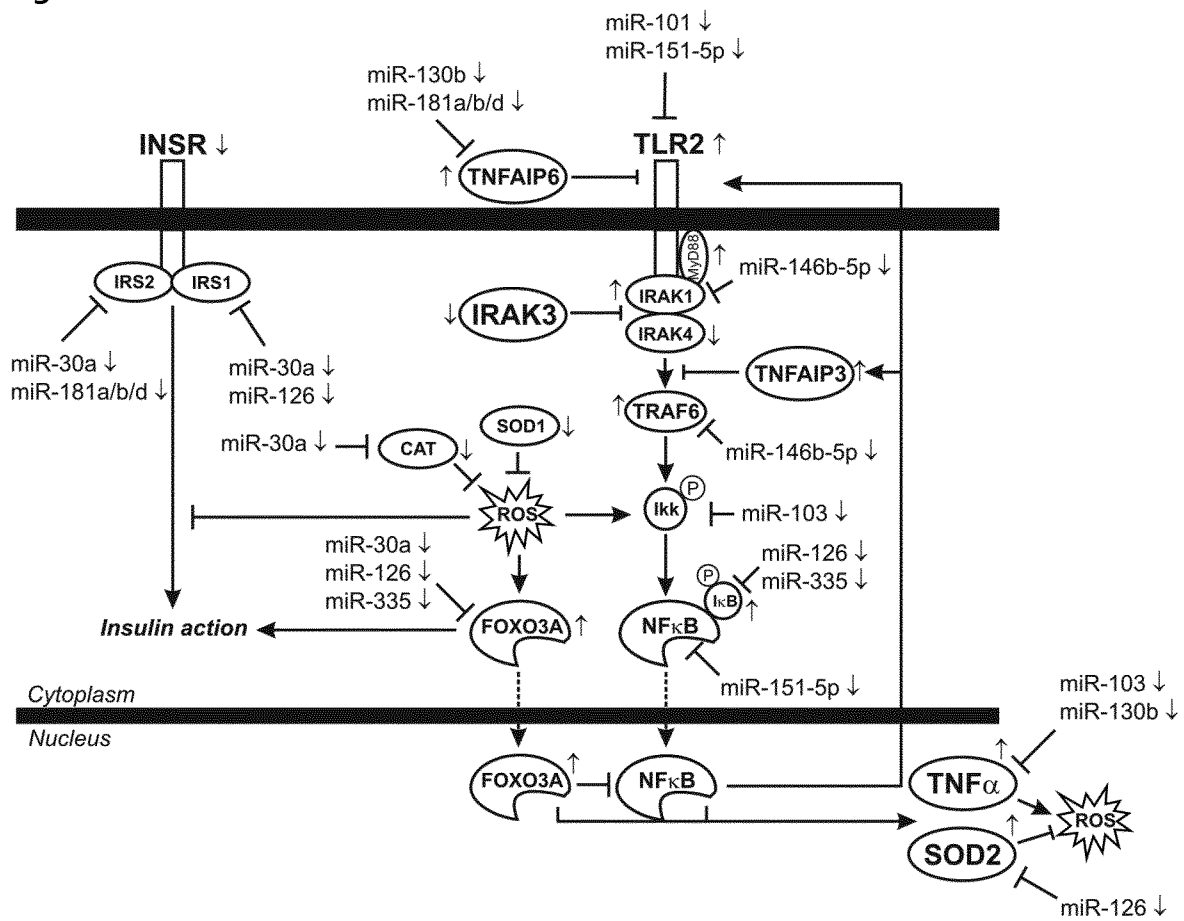 miR-101 ↓
miR-151-5p ↓
miR-130b ↓
miR-181a/b/d ↓
INSR ↓
TLR2 ↑
↑ TNFAIP6
MyD88 ↑
IRS2
IRS1
miR-146b-5p ↓
↑ IRAK1
↓ IRAK3
IRAK4 ↓
miR-30a ↓
miR-181a/b/d ↓
miR-30a ↓
miR-126 ↓
TNFAIP3 ↑
↑ TRAF6
SOD1 ↓
miR-30a ↓
CAT ↓
miR-146b-5p ↓
P
Ikk
ROS
miR-103 ↓
miR-30a ↓
miR-126 ↓
miR-335 ↓
miR-126 ↓
miR-335 ↓
P
IκB ↑
Insulin action
FOXO3A ↑
NFκB
miR-151-5p ↓
Cytoplasm
Nucleus
miR-103 ↓
miR-130b ↓
FOXO3A ↑
NFκB
TNFα ↑
ROS
SOD2 ↑
miR-126 ↓